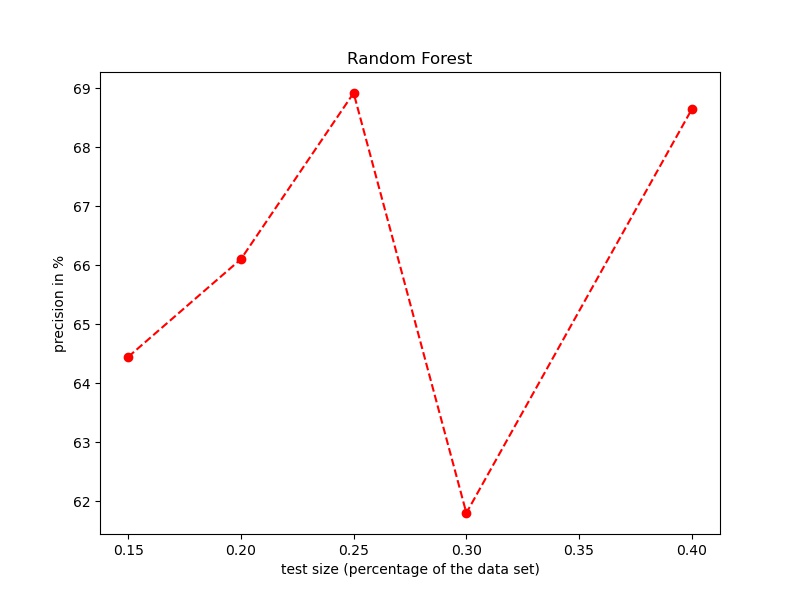 Random Forest
69
68
67
66
65
64
63
62
precision in %
0.15 0.20 0.25 0.30 0.35 0.40
test size (percentage of the data set)